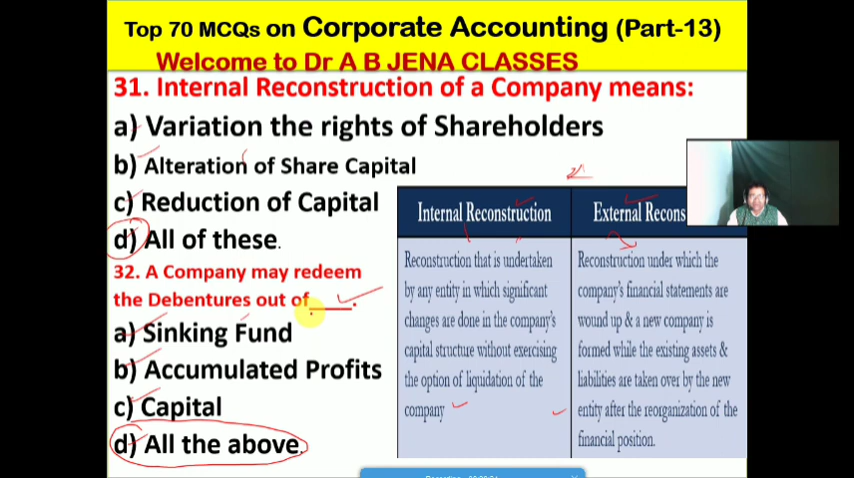 Top 70 MCQs on Corporate Accounting (Part-13)
Welcome to Dr A B JENA CLASSES
31. Internal Reconstruction of a Company means:
a) Variation the rights of Shareholders
b) Alteration of Share Capital
c) Reduction of Capital
d) All of these.
32. A Company may redeem
the Debentures out of ____.
a) Sinking Fund
b) Accumulated Profits
c) Capital
d) All the above.
Internal Reconstruction
Reconstruction that is undertaken
by any entity in which significant
changes are done in the company's
capital structure without exercising
the option of liquidation of the
company
External Recons
Reconstruction under which the
company's financial statements are
wound up & a new company is
formed while the existing assets &
liabilities are taken over by the new
entity after the reorganization of the
financial position.